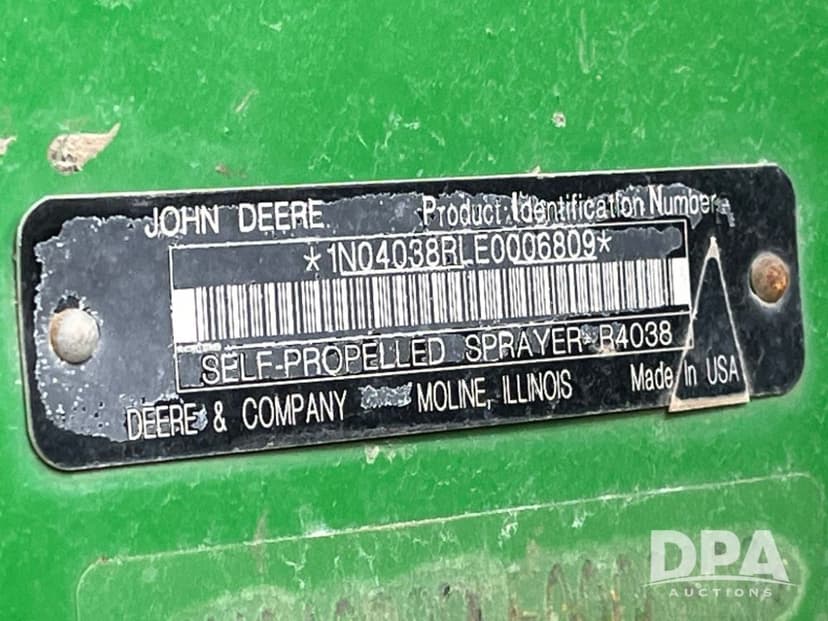 JOHN DEERE Product Identification Number
*1N04038RLE0006809*
SELF-PROPELLED SPRAYER-R4038
DEERE & COMPANY MOLINE, ILLINOIS Made In USA
DPA
AUCTIONS